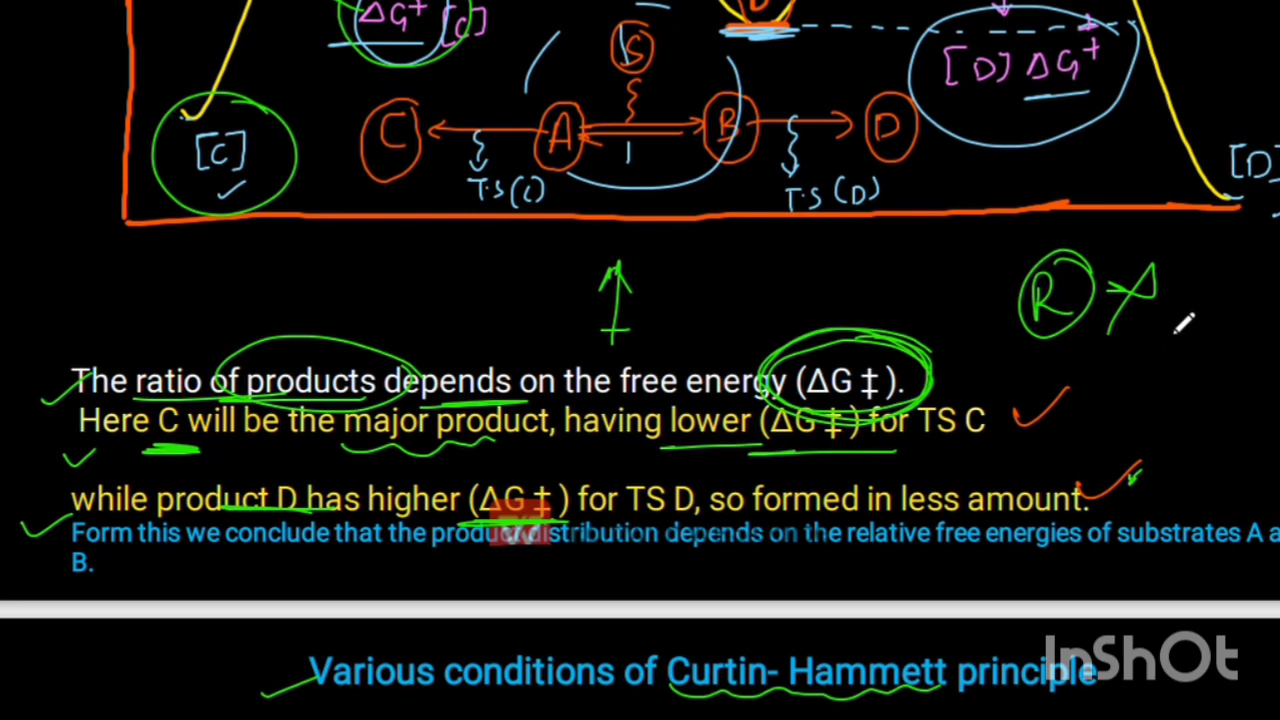 ΔG‡ [C]
S
[D] ΔG‡
[C]
C A B D
1
T.S(C)
T.S(D)
[D]
R
The ratio of products depends on the free energy (ΔG ‡ ).
Here C will be the major product, having lower (ΔG ‡ ) for TS C
while product D has higher (ΔG ‡ ) for TS D, so formed in less amount.
Form this we conclude that the product distribution depends on the relative free energies of substrates A a
B.
Various conditions of Curtin- Hammett principle
InShOt